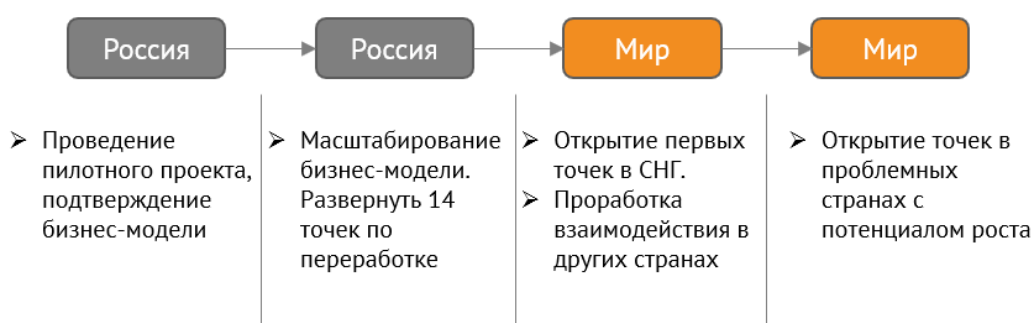 Россия
Россия
Мир
Мир
➢ Проведение
пилотного проекта,
подтверждение
бизнес-модели
➢ Масштабирование
бизнес-модели.
Развернуть 14
точек по
переработке
➢ Открытие первых
точек в СНГ.
➢ Проработка
взаимодействия в
других странах
➢ Открытие точек в
проблемных
странах с
потенциалом роста